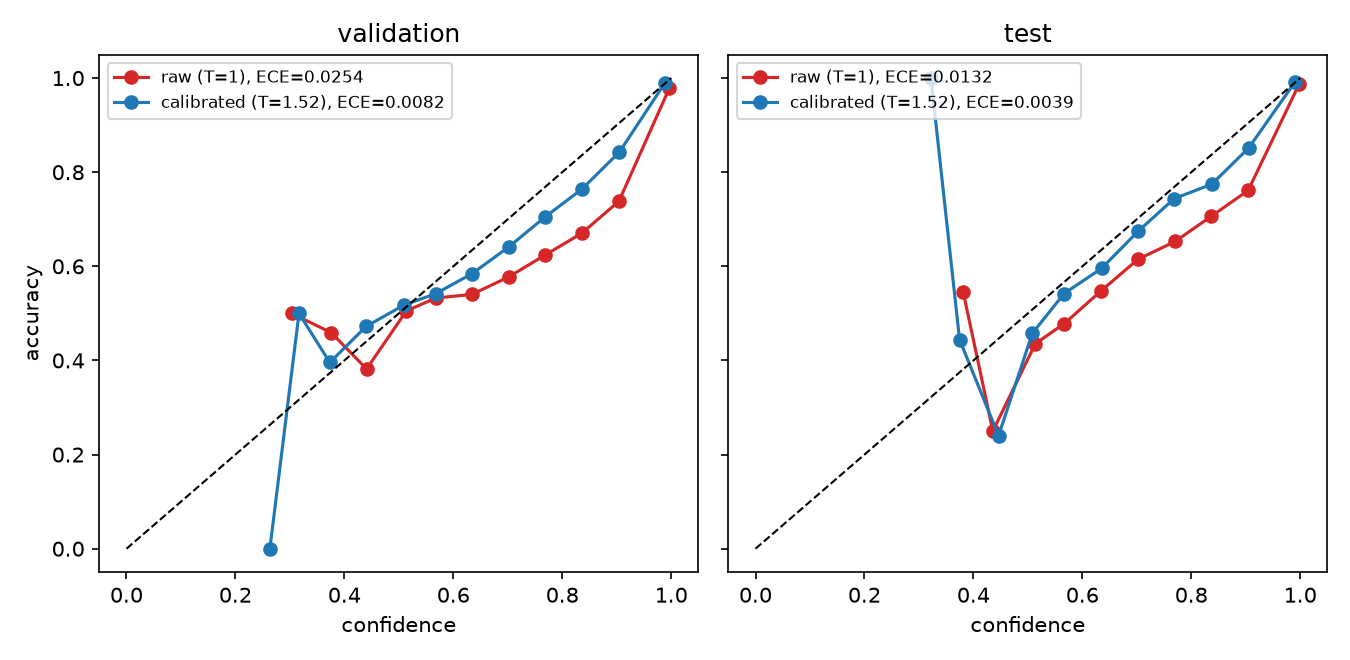 validation
raw (T=1), ECE=0.0254
calibrated (T=1.52), ECE=0.0082
1.0
0.8
0.6
0.4
0.2
0.0
accuracy
0.0 0.2 0.4 0.6 0.8 1.0
confidence
test
raw (T=1), ECE=0.0132
calibrated (T=1.52), ECE=0.0039
0.0 0.2 0.4 0.6 0.8 1.0
confidence